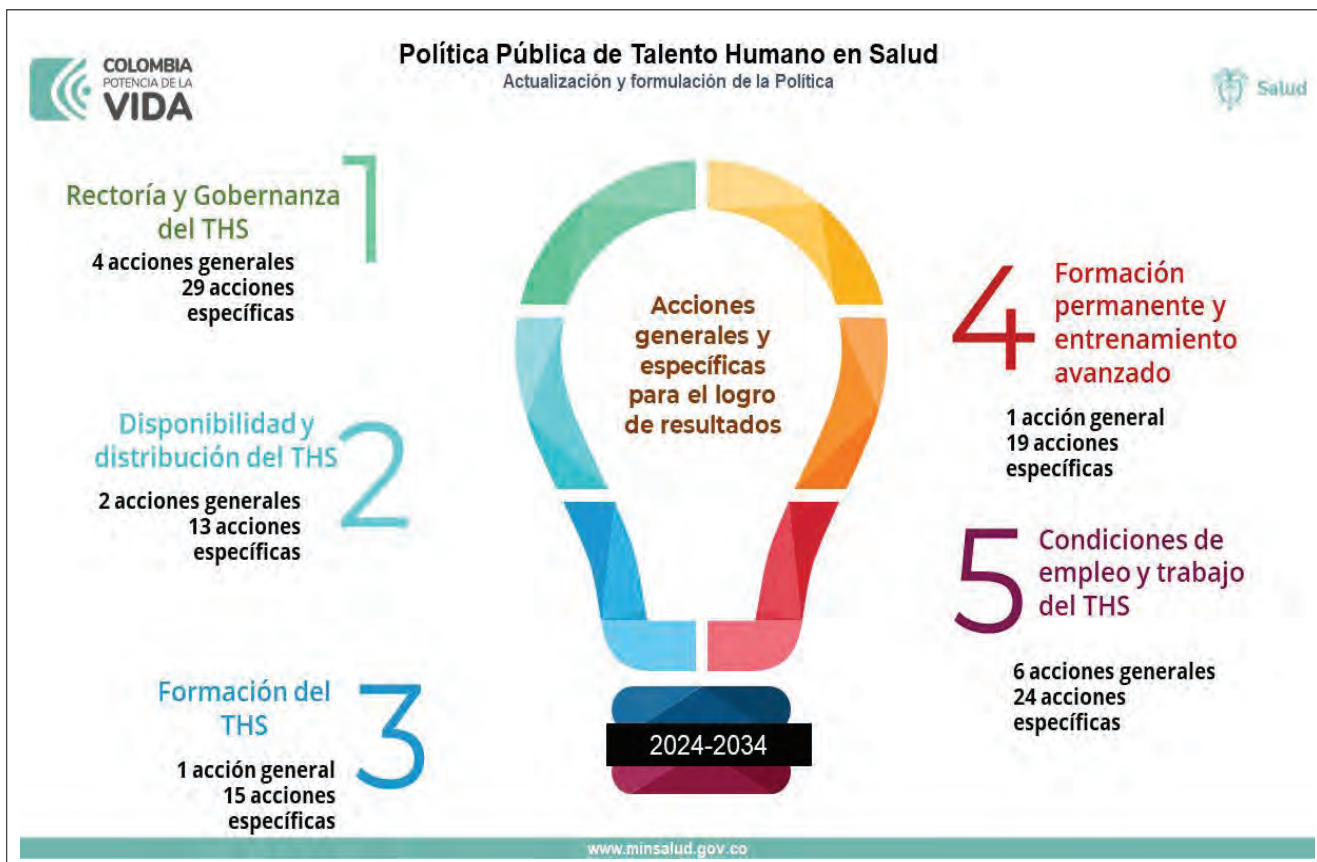 COLOMBIA
POTENCIA DE LA
VIDA
Política Pública de Talento Humano en Salud
Actualización y formulación de la Política
Salud
1
Rectoría y Gobernanza
del THS
4 acciones generales
29 acciones
específicas
2
Disponibilidad y
distribución del THS
2 acciones generales
13 acciones
específicas
3
Formación del
THS
1 acción general
15 acciones
específicas
Acciones
generales y
específicas
para el logro
de resultados
2024-2034
4
Formación
permanente y
entrenamiento
avanzado
1 acción general
19 acciones
específicas
5
Condiciones de
empleo y trabajo
del THS
6 acciones generales
24 acciones
específicas
www.minsalud.gov.co